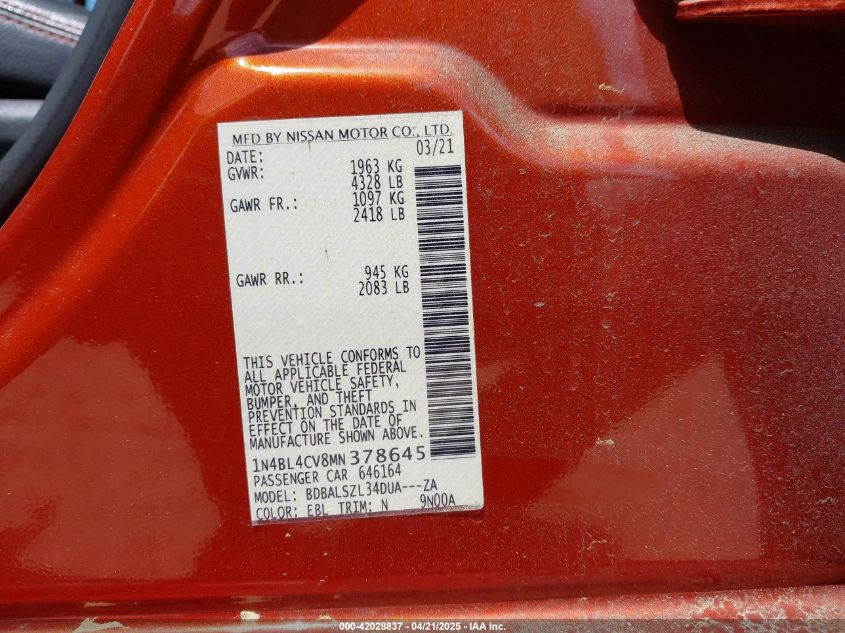 MFD BY NISSAN MOTOR CO., LTD.
DATE: 03/21
GVWR: 1963 KG
4328 LB
GAWR FR.: 1097 KG
2418 LB
GAWR RR.: 945 KG
2083 LB
THIS VEHICLE CONFORMS TO
ALL APPLICABLE FEDERAL
MOTOR VEHICLE SAFETY,
BUMPER, AND THEFT
PREVENTION STANDARDS IN
EFFECT ON THE DATE OF
MANUFACTURE SHOWN ABOVE.
1N4BL4CV8MN378645
PASSENGER CAR 646164
MODEL: BDBALSZL34DUA---ZA
COLOR: EBL TRIM: N 9N00A
000-42028837 - 04/21/2025 - IAA Inc.